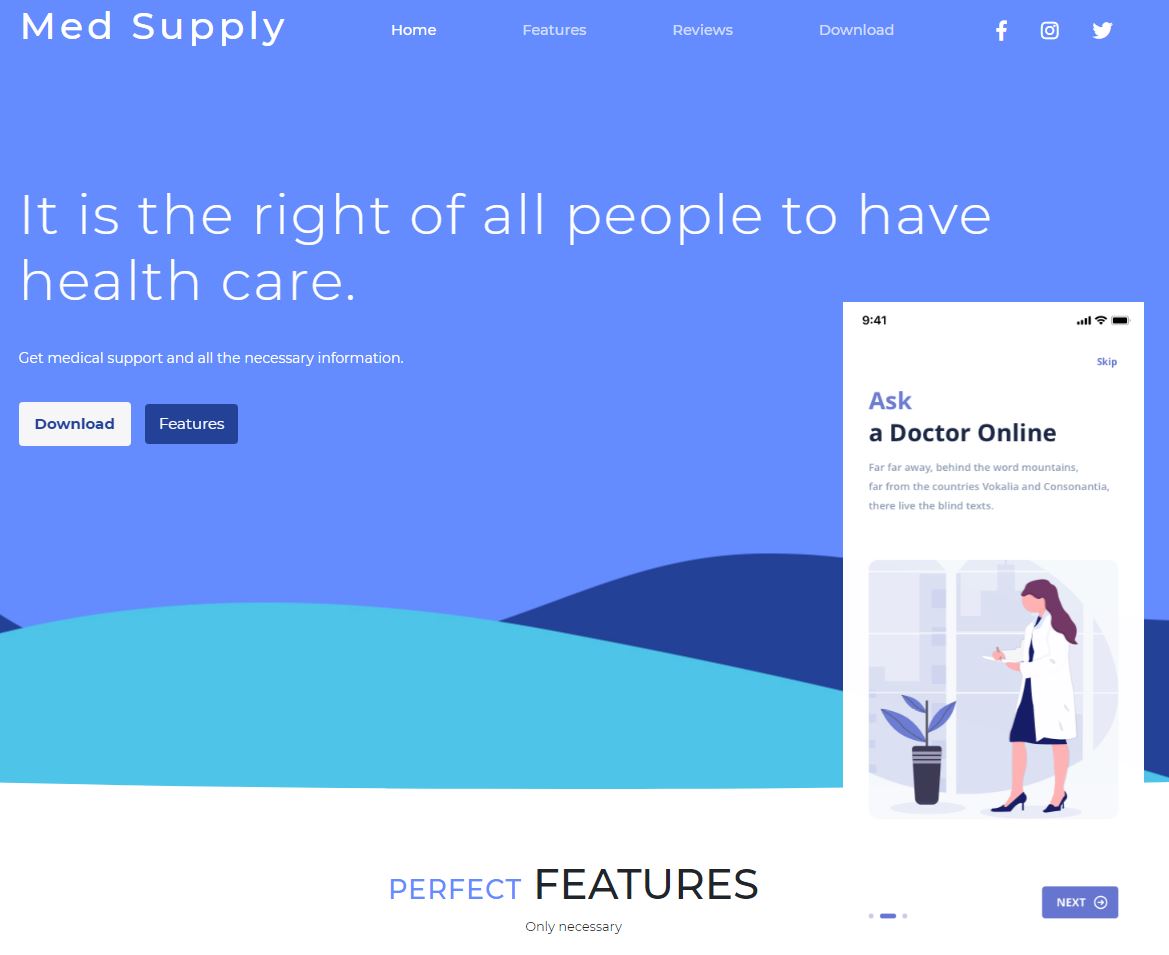 Med Supply
Home
Features
Reviews
Download
It is the right of all people to have
health care.
Get medical support and all the necessary information.
Download
Features
9:41
Skip
Ask
a Doctor Online
Far far away, behind the word mountains,
far from the countries Vokalia and Consonantia,
there live the blind texts.
NEXT
PERFECT FEATURES
Only necessary